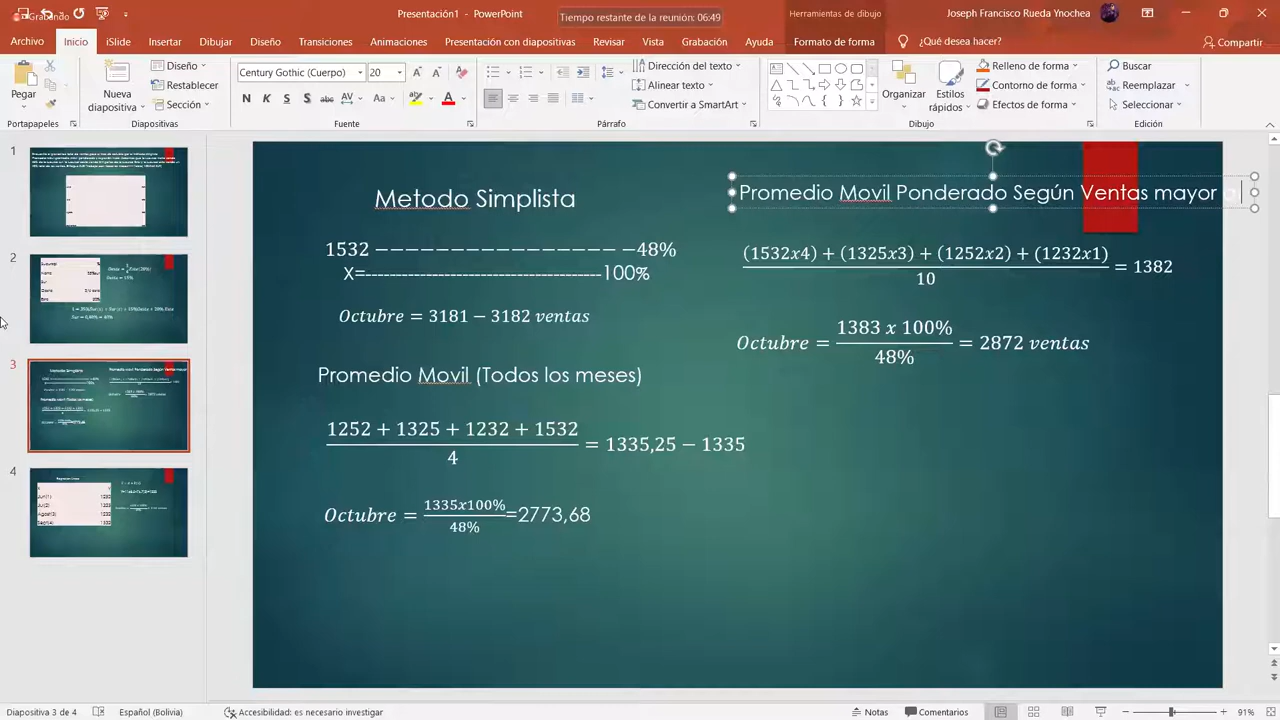 Grabando
Presentación1 - PowerPoint
Tiempo restante de la reunión: 06:49
Herramientas de dibujo
Joseph Francisco Rueda Ynochea
Archivo Inicio iSlide Insertar Dibujar Diseño Transiciones Animaciones Presentación con diapositivas Revisar Vista Grabación Ayuda Formato de forma ¿Qué desea hacer? Compartir
Pegar
Nueva diapositiva
Diseño
Restablecer
Sección
Century Gothic (Cuerpo) 20
N K S S ab AV Aa A
Dirección del texto
Alinear texto
Convertir a SmartArt
Organizar
Estilos rápidos
Relleno de forma
Contorno de forma
Efectos de forma
Buscar
Reemplazar
Seleccionar
Portapapeles Diapositivas Fuente Párrafo Dibujo Edición
1
2
3
4
Metodo Simplista
1532 − − − − − − − − − − − − − − − − −48%
X=----------------------------------------100%
Octubre = 3181 − 3182 ventas
Promedio Movil (Todos los meses)
1252 + 1325 + 1232 + 1532
4
= 1335,25 − 1335
Octubre = 1335x100%
48%
=2773,68
Promedio Movil Ponderado Según Ventas mayor a
(1532x4) + (1325x3) + (1252x2) + (1232x1)
10
= 1382
Octubre = 1383 x 100%
48%
= 2872 ventas
Diapositiva 3 de 4 Español (Bolivia) Accesibilidad: es necesario investigar Notas Comentarios 91%